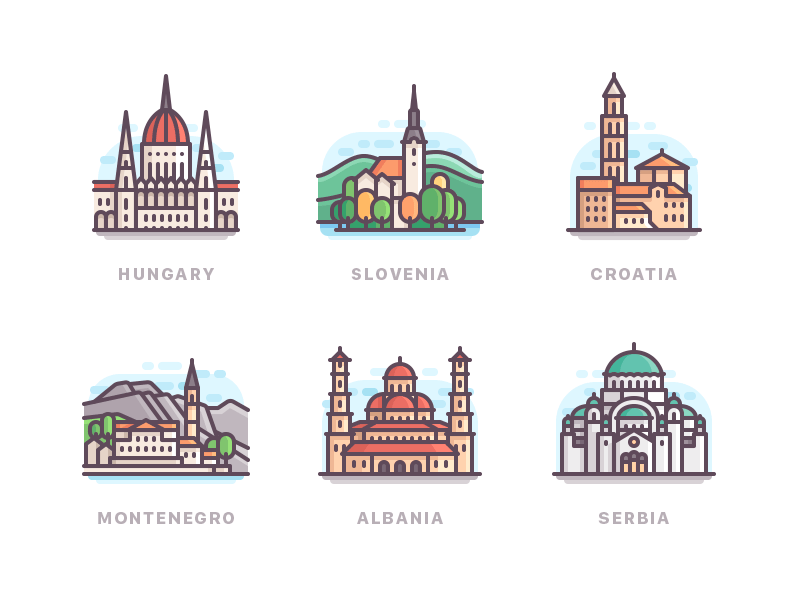 HUNGARY
SLOVENIA
CROATIA
MONTENEGRO
ALBANIA
SERBIA